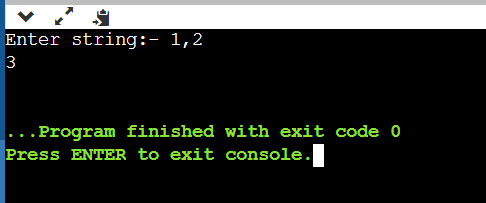 Enter string:- 1,2
3
...Program finished with exit code 0
Press ENTER to exit console.